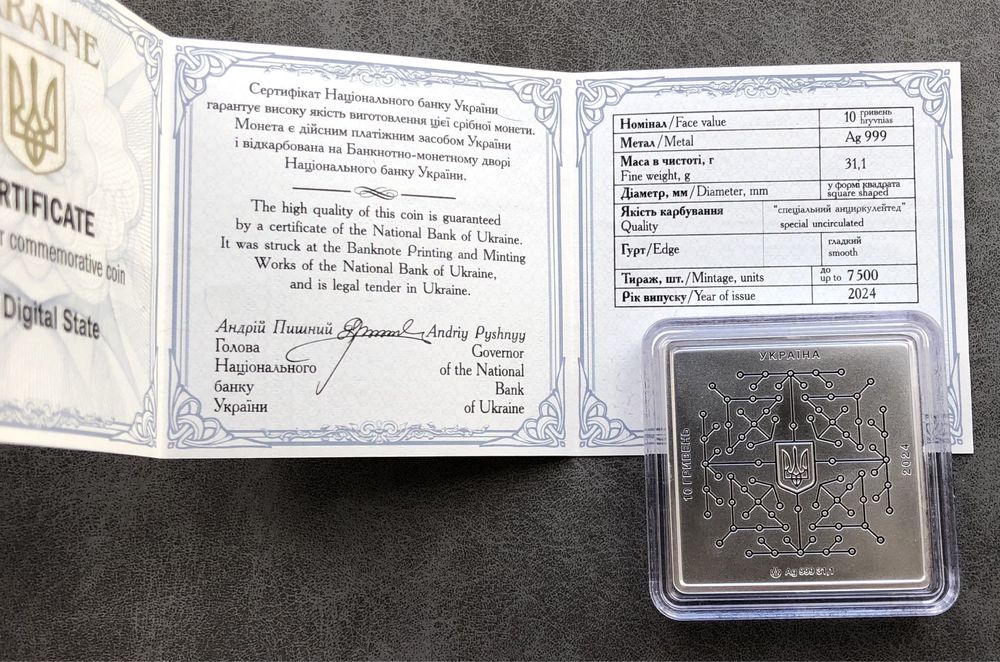 RAINE
RTIFICATE
r commemorative coin
Digital State
Сертифікат Національного банку України
гарантує високу якість виготовлення цієї срібної монети.
Монета є дійсним платіжним засобом України
і відкарбована на Банкнотно-монетному дворі
Національного банку України.
The high quality of this coin is guaranteed
by a certificate of the National Bank of Ukraine.
It was struck at the Banknote Printing and Minting
Works of the National Bank of Ukraine,
and is legal tender in Ukraine.
Андрій Пишний Andriy Pyshnyy
Голова Governor
Національного of the National
банку Bank
України of Ukraine
Номінал/Face value 10 гривень hryvnias
Метал/Metal Ag 999
Маса в чистоті, г 31,1
Fine weight, g
Діаметр, мм/Diameter, mm у формі квадрата square shaped
Якість карбування "спеціальний анциркулейтед"
Quality special uncirculated
Гурт/Edge гладкий smooth
Тираж, шт./Mintage, units до up to 7500
Рік випуску/Year of issue 2024
УКРАЇНА
10 ГРИВЕНЬ
2024
Ag 999 31,1